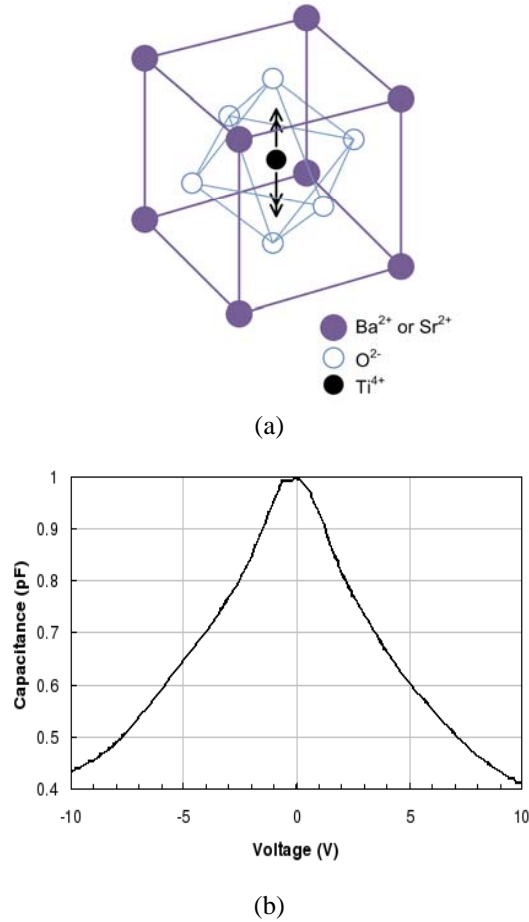 Ba²⁺ or Sr²⁺
O²⁻
Ti⁴⁺
(a)
1
0.9
0.8
0.7
0.6
0.5
0.4
Capacitance (pF)
-10 -5 0 5 10
Voltage (V)
(b)